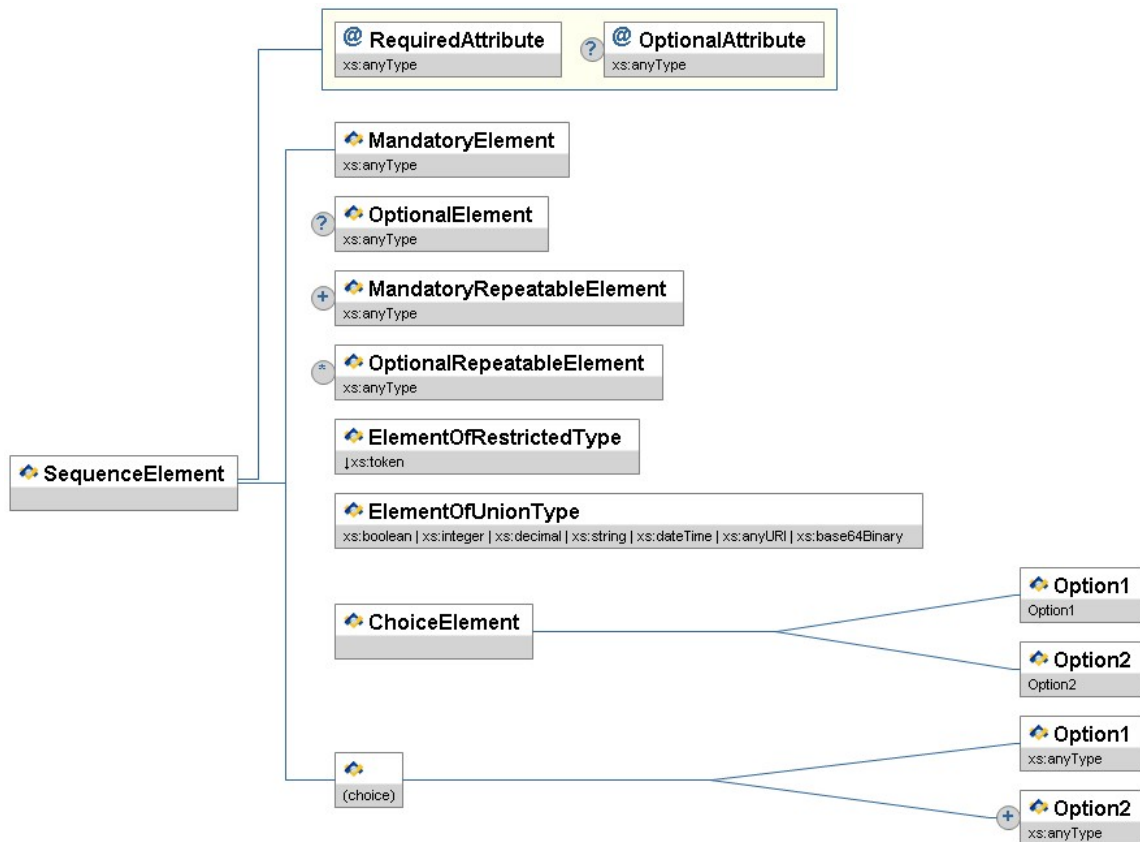 @ RequiredAttribute
xs:anyType
? @ OptionalAttribute
xs:anyType
MandatoryElement
xs:anyType
? OptionalElement
xs:anyType
+ MandatoryRepeatableElement
xs:anyType
* OptionalRepeatableElement
xs:anyType
ElementOfRestrictedType
↓xs:token
SequenceElement
ElementOfUnionType
xs:boolean | xs:integer | xs:decimal | xs:string | xs:dateTime | xs:anyURI | xs:base64Binary
ChoiceElement
Option1
Option1
Option2
Option2
(choice)
Option1
xs:anyType
+ Option2
xs:anyType